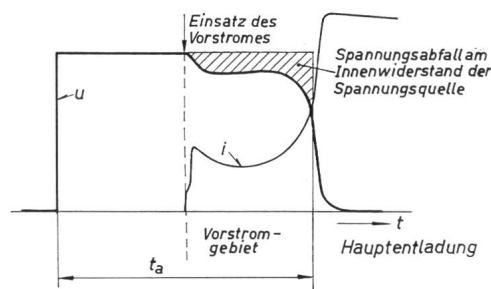 Einsatz des
Vorstromes
Spannungsabfall am
Innenwiderstand der
Spannungsquelle
u
i
t
Vorstrom-
gebiet
Hauptentladung
ta